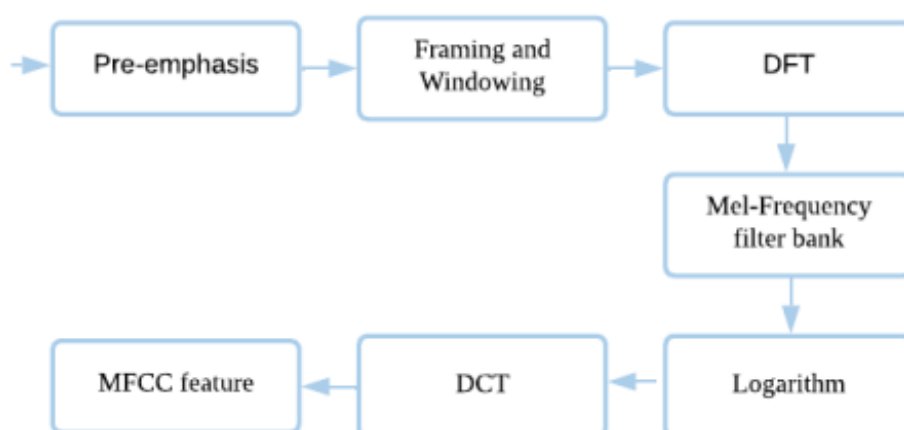 Pre-emphasis
Framing and
Windowing
DFT
Mel-Frequency
filter bank
Logarithm
DCT
MFCC feature